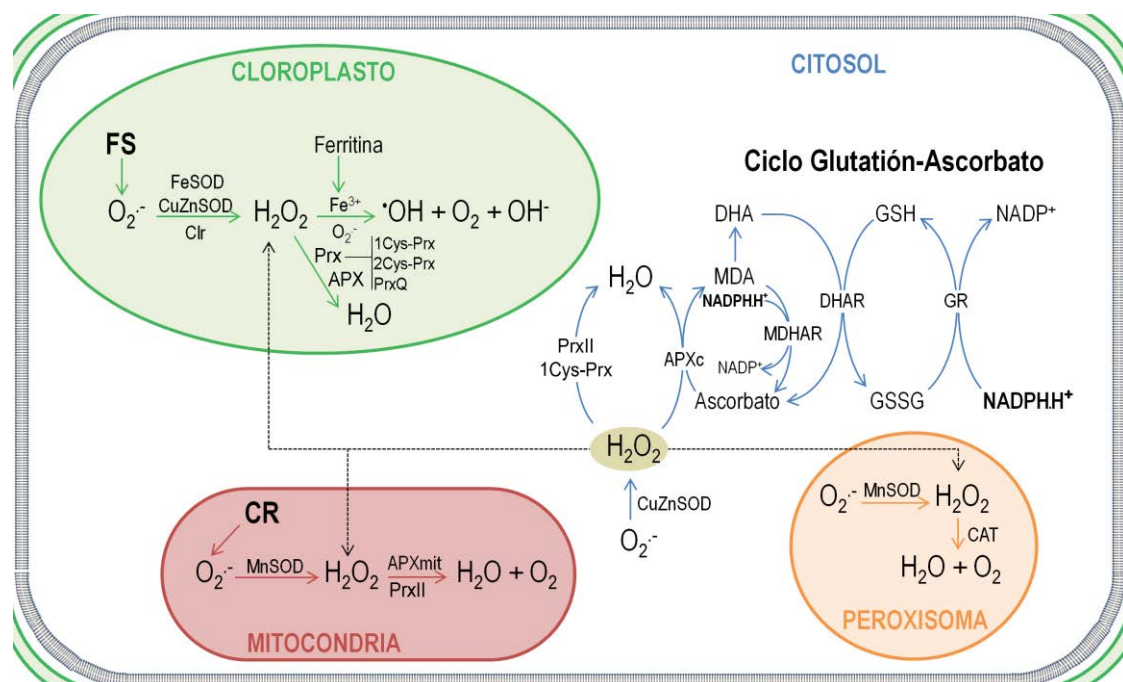 CLOROPLASTO
FS
O₂·⁻
FeSOD
CuZnSOD
Clr
H₂O₂
Ferritina
Fe³⁺
O₂·⁻
•OH + O₂ + OH⁻
Prx
1Cys-Prx
2Cys-Prx
PrxQ
APX
H₂O
CITOSOL
Ciclo Glutatión-Ascorbato
DHA
GSH
NADP⁺
H₂O
MDA
NADPH.H⁺
DHAR
GR
MDHAR
PrxII
1Cys-Prx
APXc
NADP⁺
Ascorbato
GSSG
NADPH.H⁺
H₂O₂
CuZnSOD
O₂·⁻
CR
O₂·⁻
MnSOD
H₂O₂
APXmit
PrxII
H₂O + O₂
MITOCONDRIA
O₂·⁻
MnSOD
H₂O₂
CAT
H₂O + O₂
PEROXISOMA